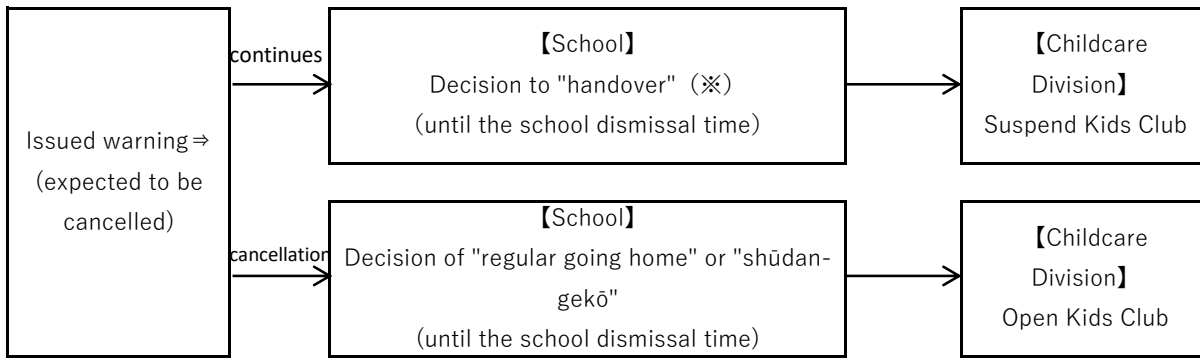 Issued warning⇒
(expected to be
cancelled)
continues
【School】
Decision to "handover"（※）
(until the school dismissal time)
【Childcare
Division】
Suspend Kids Club
cancellation
【School】
Decision of "regular going home" or "shūdan-
gekō"
(until the school dismissal time)
【Childcare
Division】
Open Kids Club